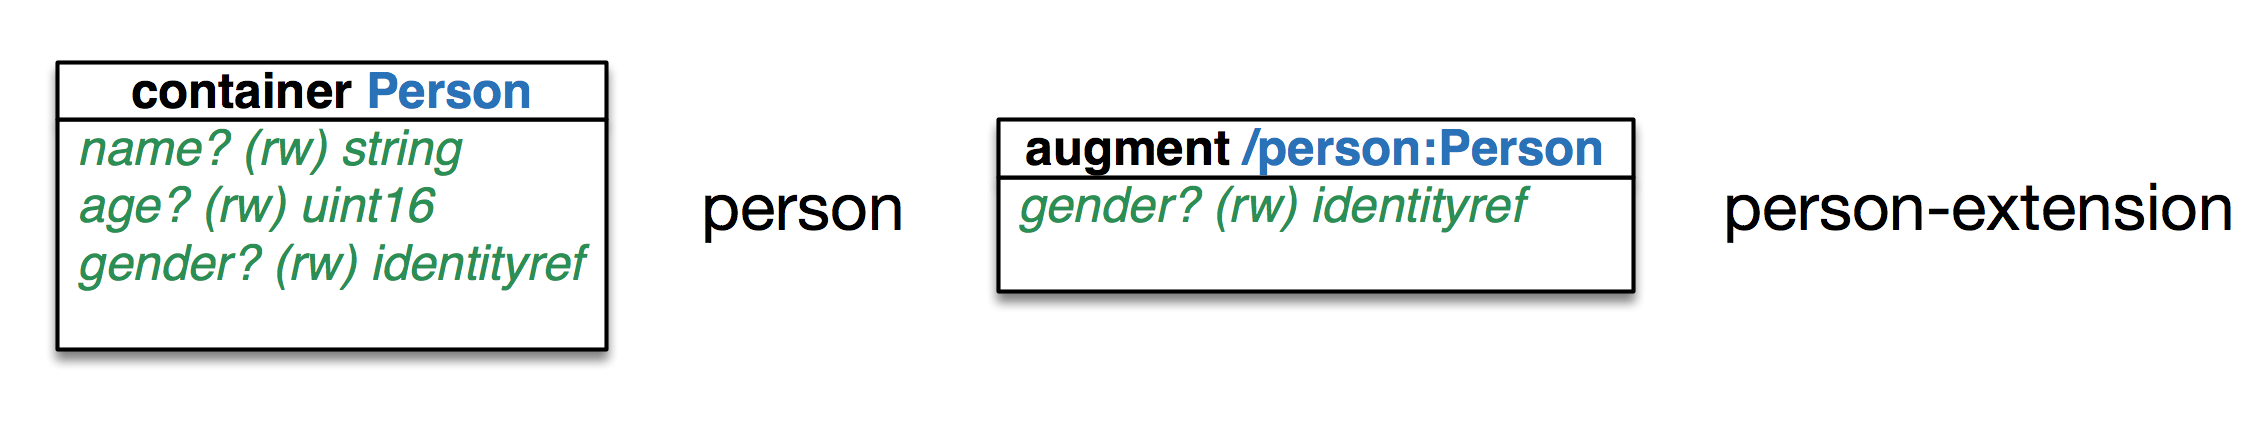 container Person
name? (rw) string
age? (rw) uint16
gender? (rw) identityref
person
augment /person:Person
gender? (rw) identityref
person-extension